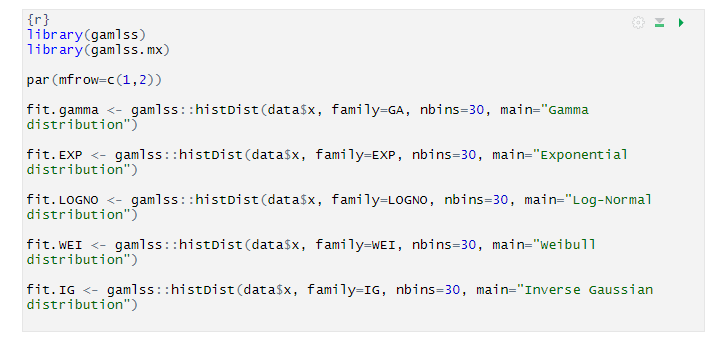 {r}
library(gamlss)
library(gamlss.mx)
par(mfrow=c(1,2))
fit.gamma <- gamlss::histDist(data$x, family=GA, nbins=30, main="Gamma
distribution")
fit.EXP <- gamlss::histDist(data$x, family=EXP, nbins=30, main="Exponential
distribution")
fit.LOGNO <- gamlss::histDist(data$x, family=LOGNO, nbins=30, main="Log-Normal
distribution")
fit.WEI <- gamlss::histDist(data$x, family=WEI, nbins=30, main="Weibull
distribution")
fit.IG <- gamlss::histDist(data$x, family=IG, nbins=30, main="Inverse Gaussian
distribution")